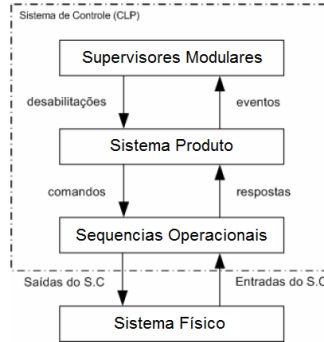 Sistema de Controle (CLP)
Supervisores Modulares
desabilitações
eventos
Sistema Produto
comandos
respostas
Sequencias Operacionais
Saídas do S.C
Entradas do S.C
Sistema Físico